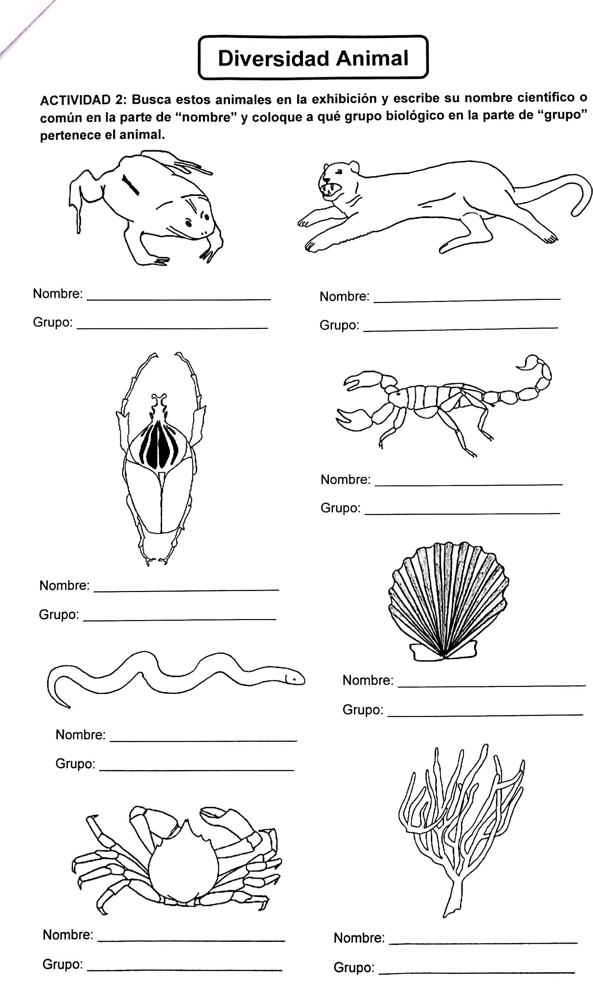 Diversidad Animal
ACTIVIDAD 2: Busca estos animales en la exhibición y escribe su nombre científico o
común en la parte de “nombre” y coloque a qué grupo biológico en la parte de “grupo”
pertenece el animal.
Nombre:
Grupo:
Nombre:
Grupo:
Nombre:
Grupo:
Nombre:
Grupo:
Nombre:
Grupo:
Nombre:
Grupo:
Nombre:
Grupo:
Nombre:
Grupo: